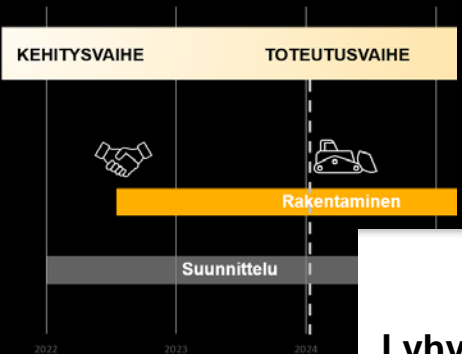 KEHITYSVAIHE TOTEUTUSVAIHE
Rakentaminen
Suunnittelu
2022 2023 2024